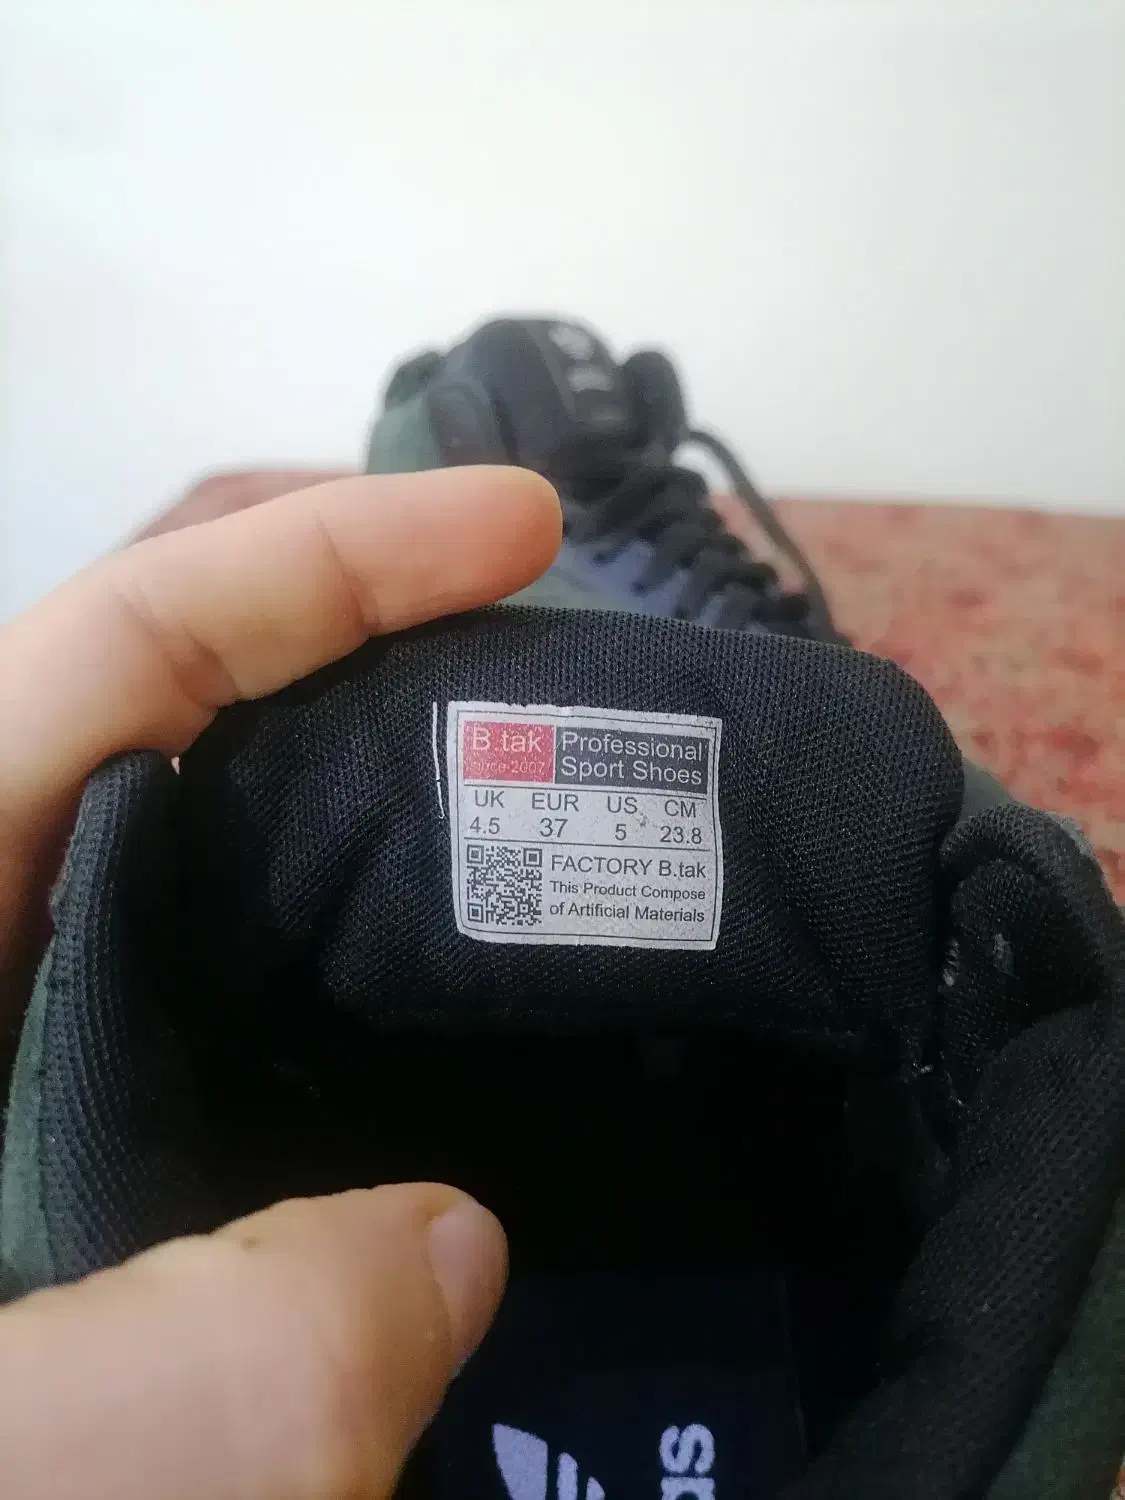 B.tak
since 2007
Professional
Sport Shoes
UK EUR US CM
4.5 37 5 23.8
FACTORY B.tak
This Product Compose
of Artificial Materials
as